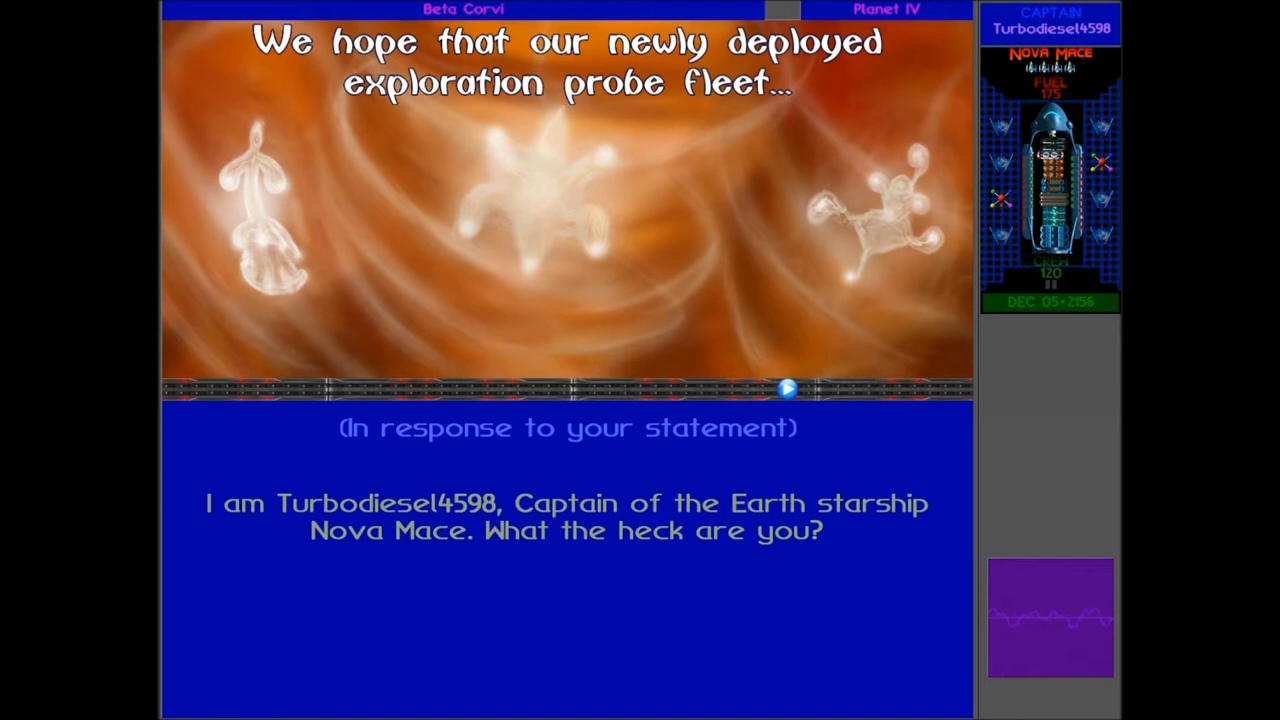 Beta Corvi
Planet IV
We hope that our newly deployed
exploration probe fleet...
(In response to your statement)
I am Turbodiesel4598, Captain of the Earth starship
Nova Mace. What the heck are you?
CAPTAIN
Turbodiesel4598
NOVA MACE
FUEL
175
CREW
120
DEC 05•2156